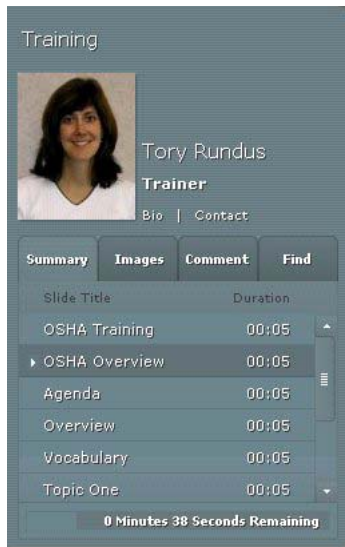 Training
Tory Rundus
Trainer
Bio | Contact
Summary Images Comment Find
Slide Title Duration
OSHA Training 00:05
OSHA Overview 00:05
Agenda 00:05
Overview 00:05
Vocabulary 00:05
Topic One 00:05
0 Minutes 38 Seconds Remaining